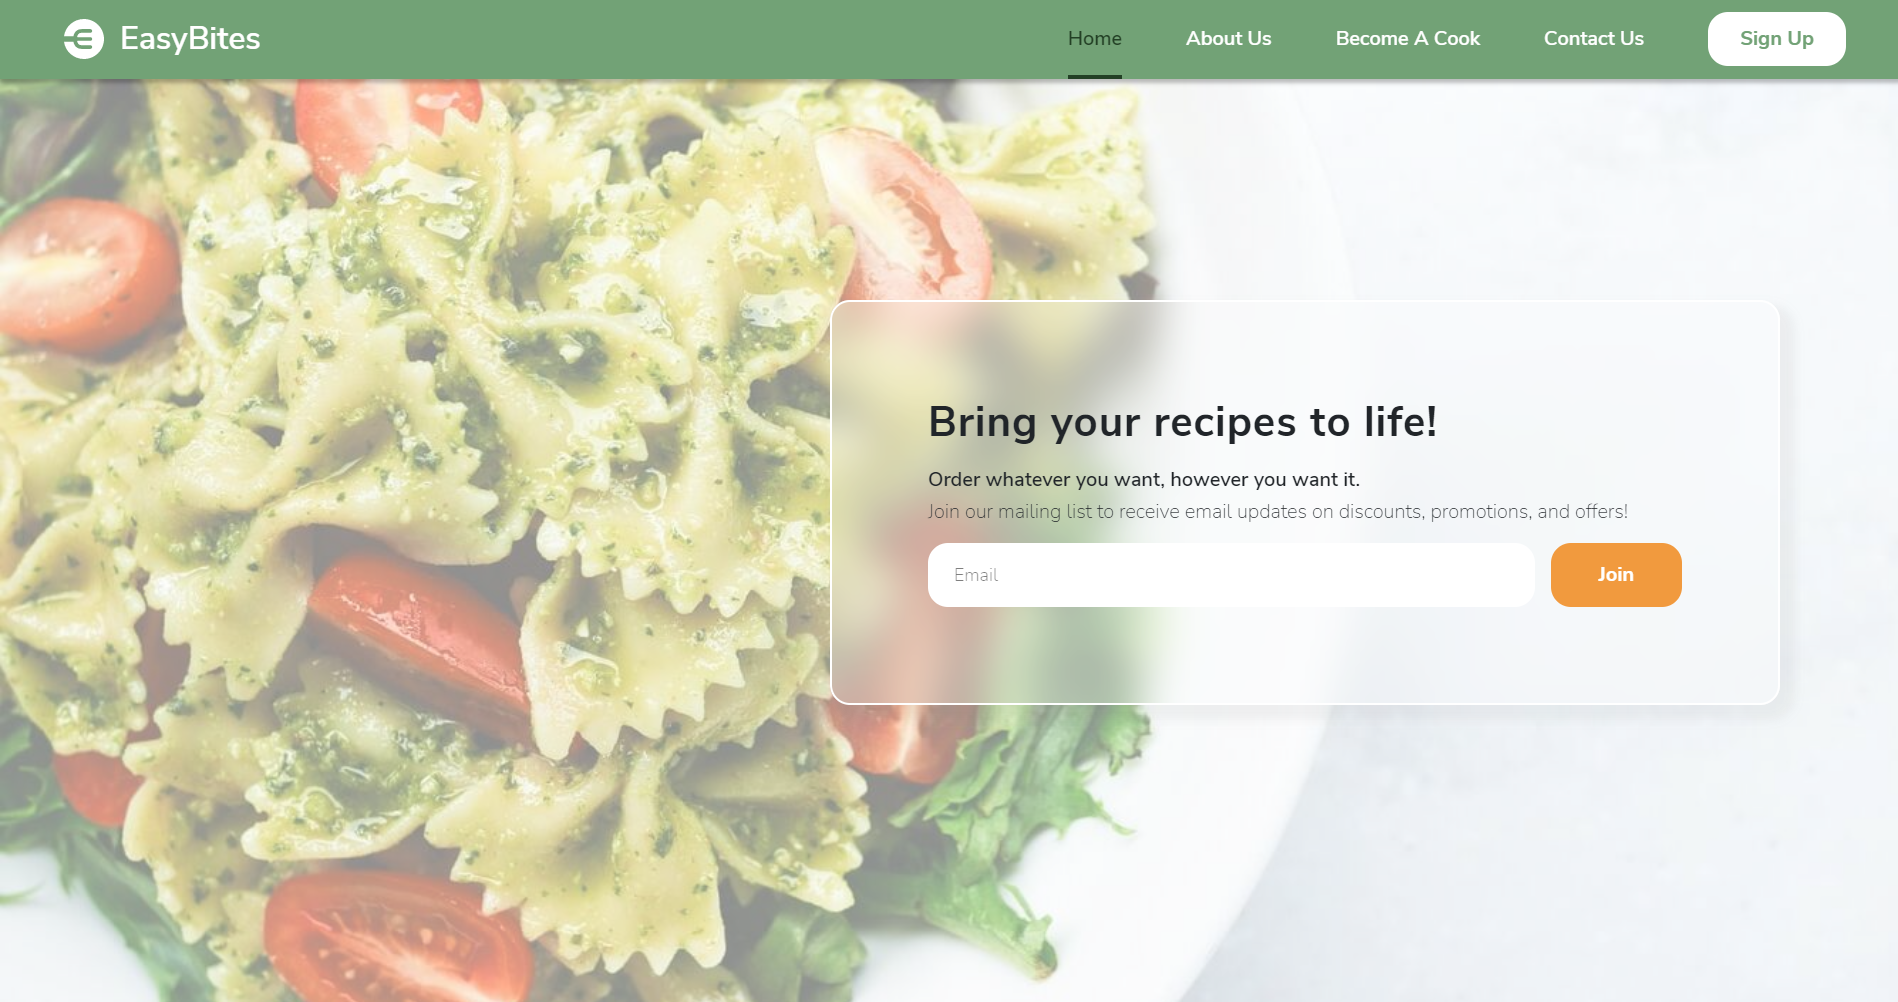 EasyBites
Home
About Us
Become A Cook
Contact Us
Sign Up
Bring your recipes to life!
Order whatever you want, however you want it.
Join our mailing list to receive email updates on discounts, promotions, and offers!
Email
Join